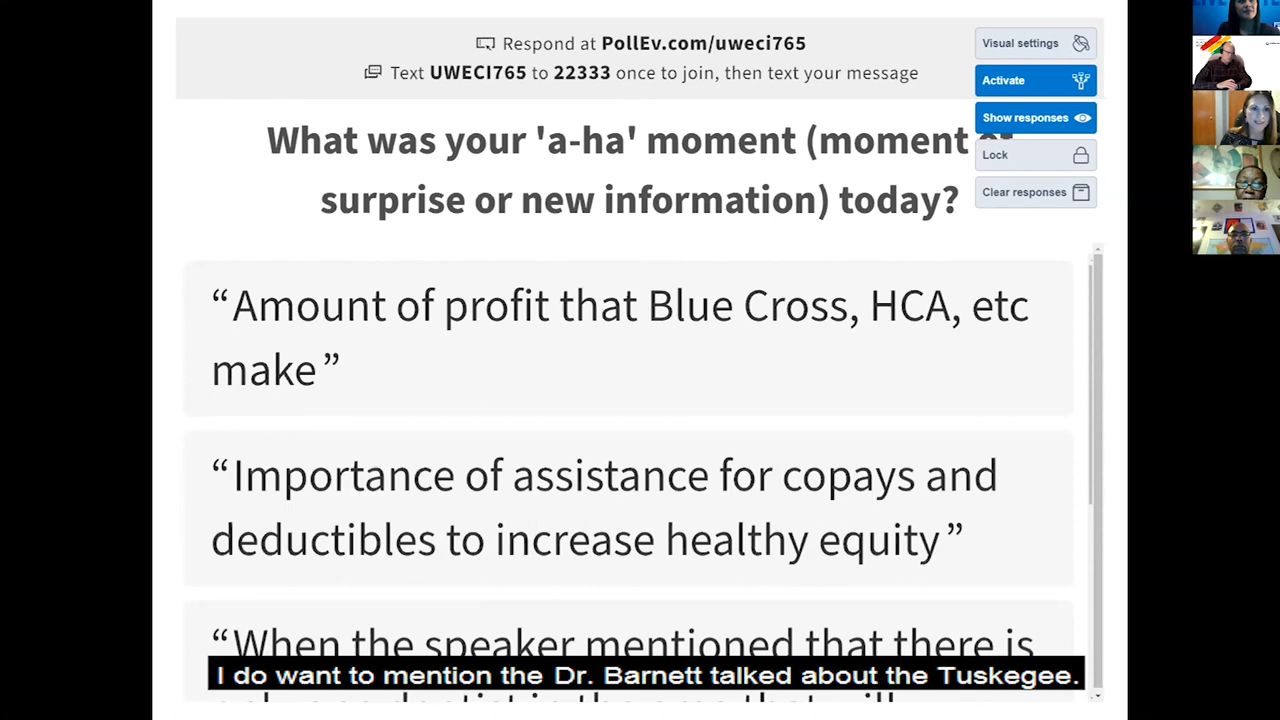 Respond at PollEv.com/uweci765
Text UWECI765 to 22333 once to join, then text your message
Visual settings
Activate
Show responses
Lock
Clear responses
What was your 'a-ha' moment (moment of
surprise or new information) today?
“Amount of profit that Blue Cross, HCA, etc
make”
“Importance of assistance for copays and
deductibles to increase healthy equity”
“When the speaker mentioned that there is
I do want to mention the Dr. Barnett talked about the Tuskegee.